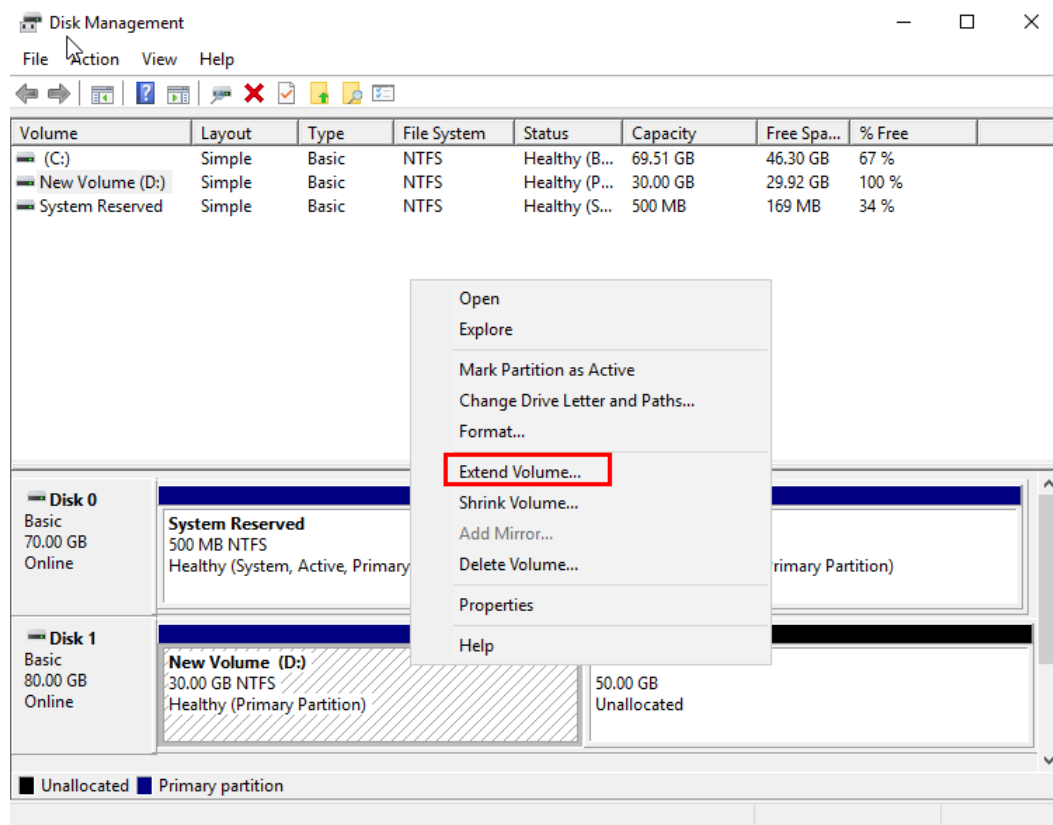 Disk Management
File Action View Help
Volume Layout Type File System Status Capacity Free Spa... % Free
(C:) Simple Basic NTFS Healthy (B... 69.51 GB 46.30 GB 67 %
New Volume (D:) Simple Basic NTFS Healthy (P... 30.00 GB 29.92 GB 100 %
System Reserved Simple Basic NTFS Healthy (S... 500 MB 169 MB 34 %
Open
Explore
Mark Partition as Active
Change Drive Letter and Paths...
Format...
Extend Volume...
Shrink Volume...
Add Mirror...
Delete Volume...
Properties
Help
Disk 0
Basic
70.00 GB
Online
System Reserved
500 MB NTFS
Healthy (System, Active, Primary
rimary Partition)
Disk 1
Basic
80.00 GB
Online
New Volume (D:)
30.00 GB NTFS
Healthy (Primary Partition)
50.00 GB
Unallocated
Unallocated Primary partition